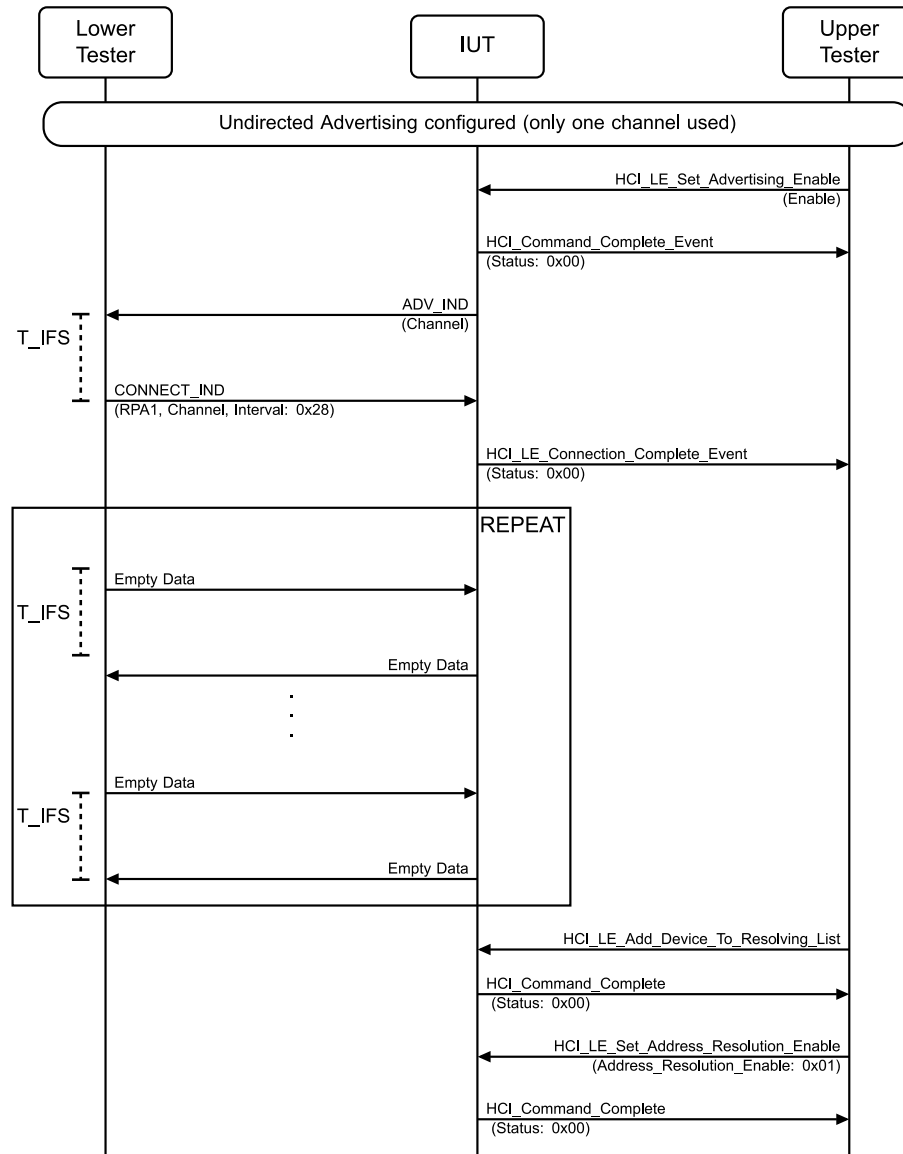 Lower
Tester
IUT
Upper
Tester
Undirected Advertising configured (only one channel used)
HCI_LE_Set_Advertising_Enable
(Enable)
HCI_Command_Complete_Event
(Status: 0x00)
ADV_IND
(Channel)
T_IFS
CONNECT_IND
(RPA1, Channel, Interval: 0x28)
HCI_LE_Connection_Complete_Event
(Status: 0x00)
REPEAT
Empty Data
T_IFS
Empty Data
.
.
.
Empty Data
T_IFS
Empty Data
HCI_LE_Add_Device_To_Resolving_List
HCI_Command_Complete
(Status: 0x00)
HCI_LE_Set_Address_Resolution_Enable
(Address_Resolution_Enable: 0x01)
HCI_Command_Complete
(Status: 0x00)